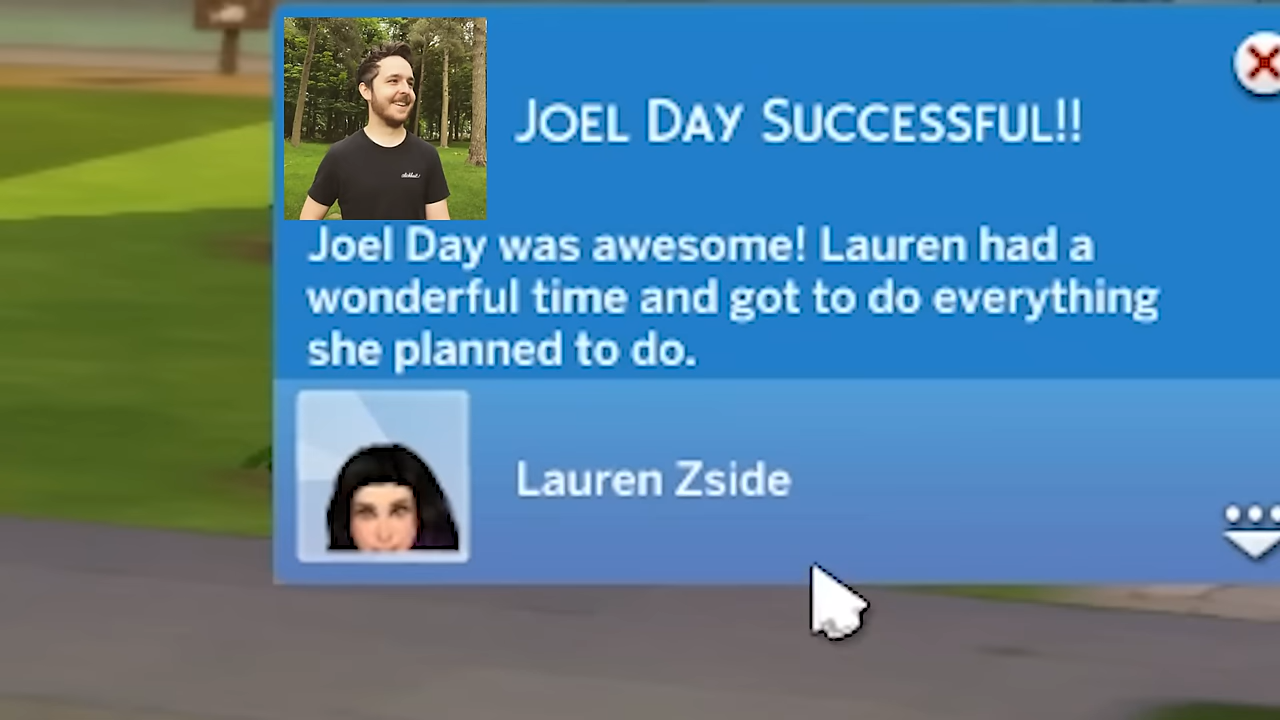 JOEL DAY SUCCESSFUL!!
Joel Day was awesome! Lauren had a
wonderful time and got to do everything
she planned to do.
Lauren Zside